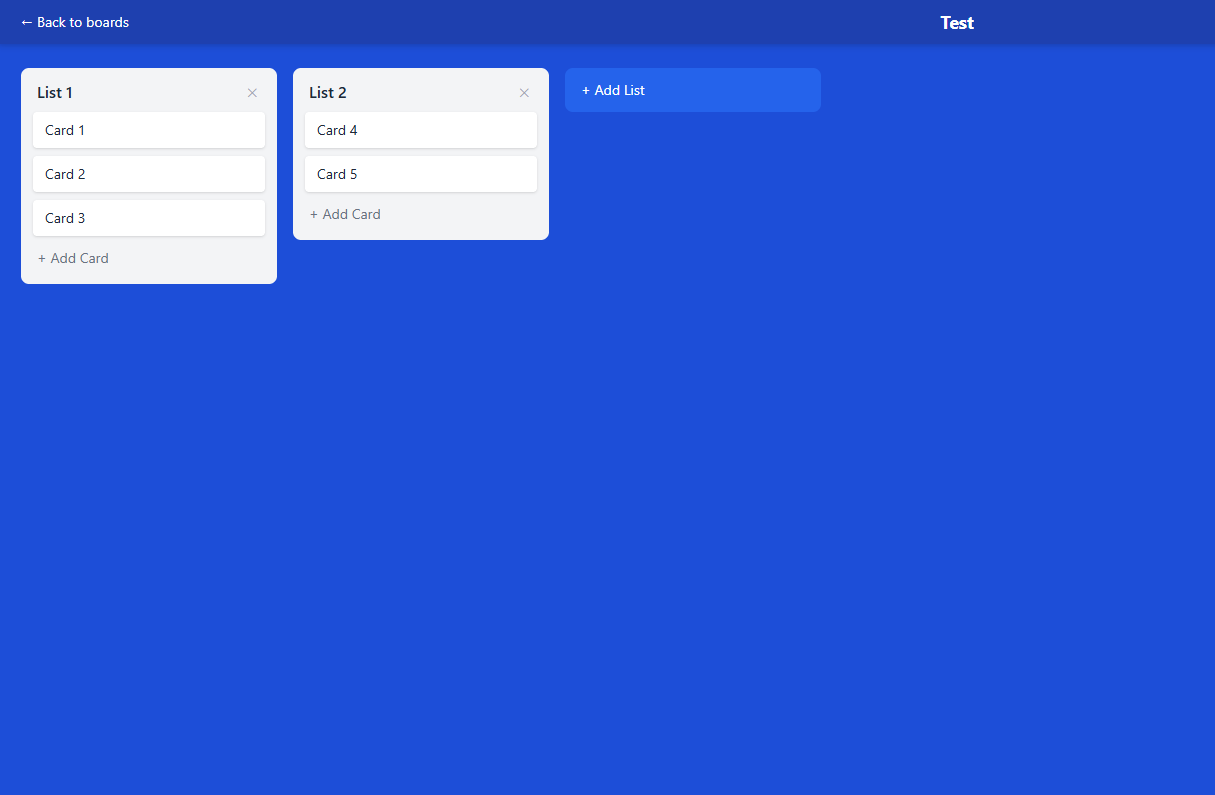 ← Back to boards
Test
List 1 ×
Card 1
Card 2
Card 3
+ Add Card
List 2 ×
Card 4
Card 5
+ Add Card
+ Add List